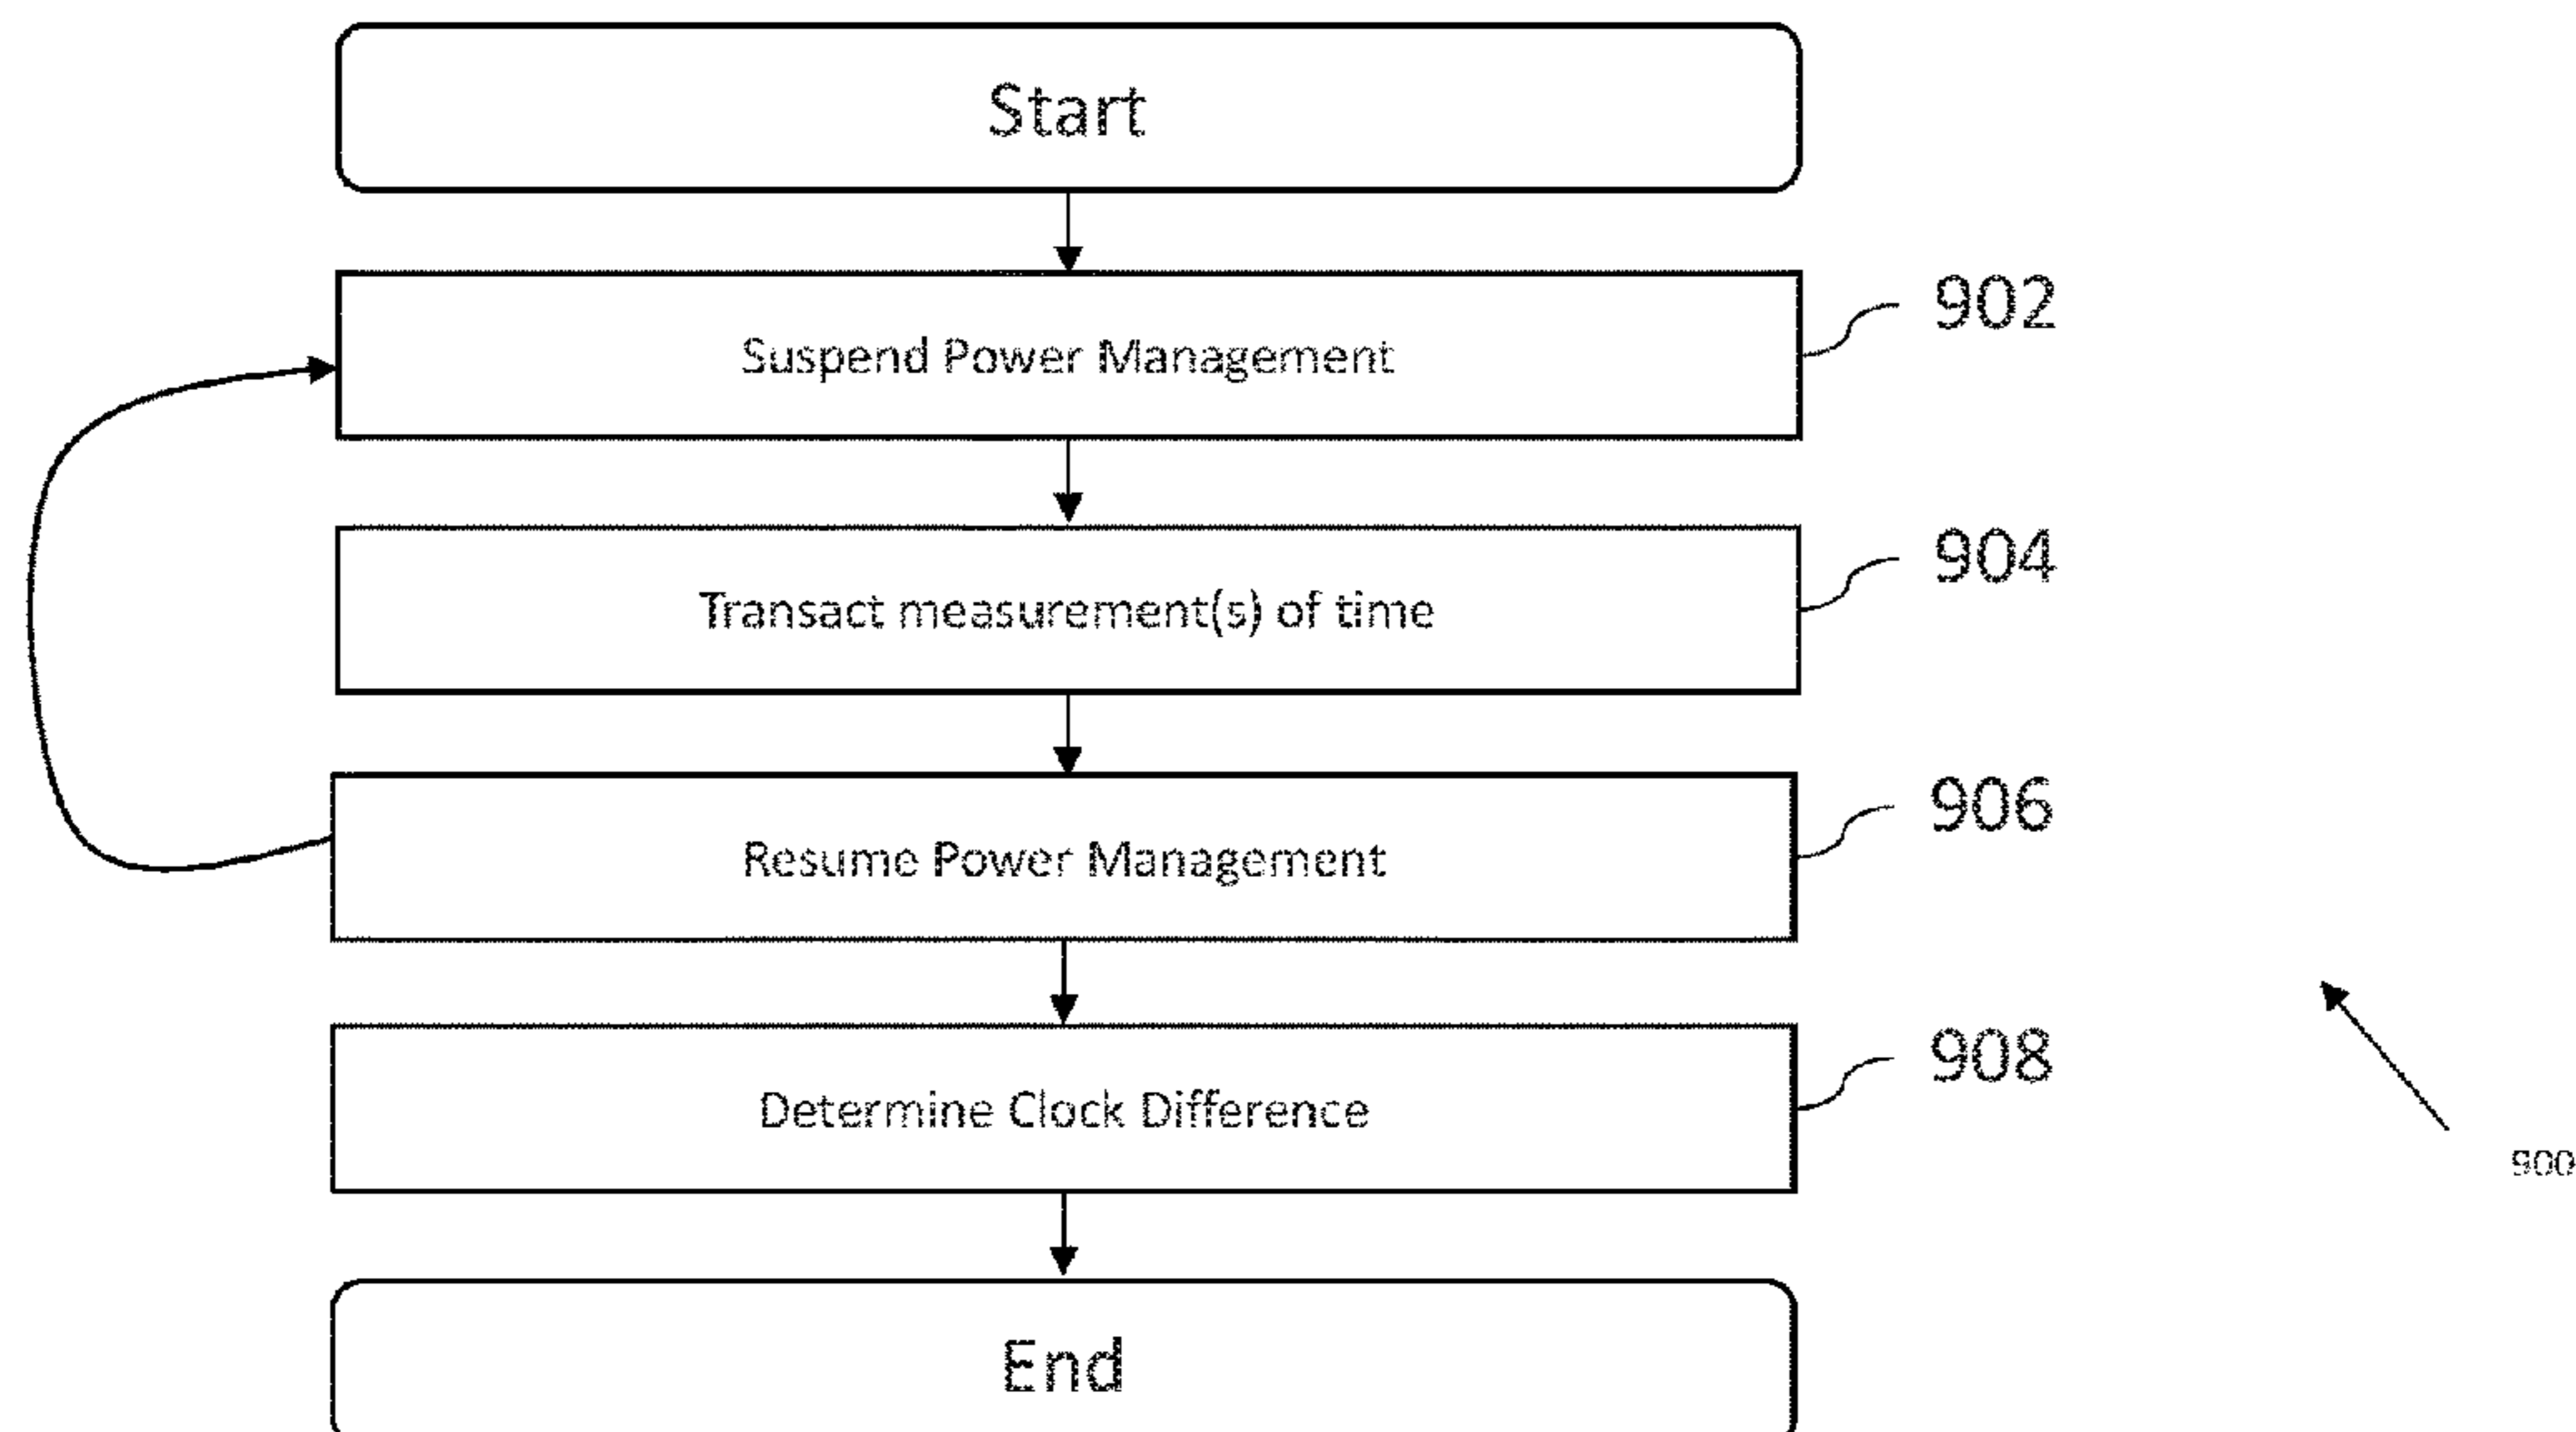 Start
Suspend Power Management
902
Transact measurement(s) of time
904
Resume Power Management
906
Determine Clock Difference
908
900
End